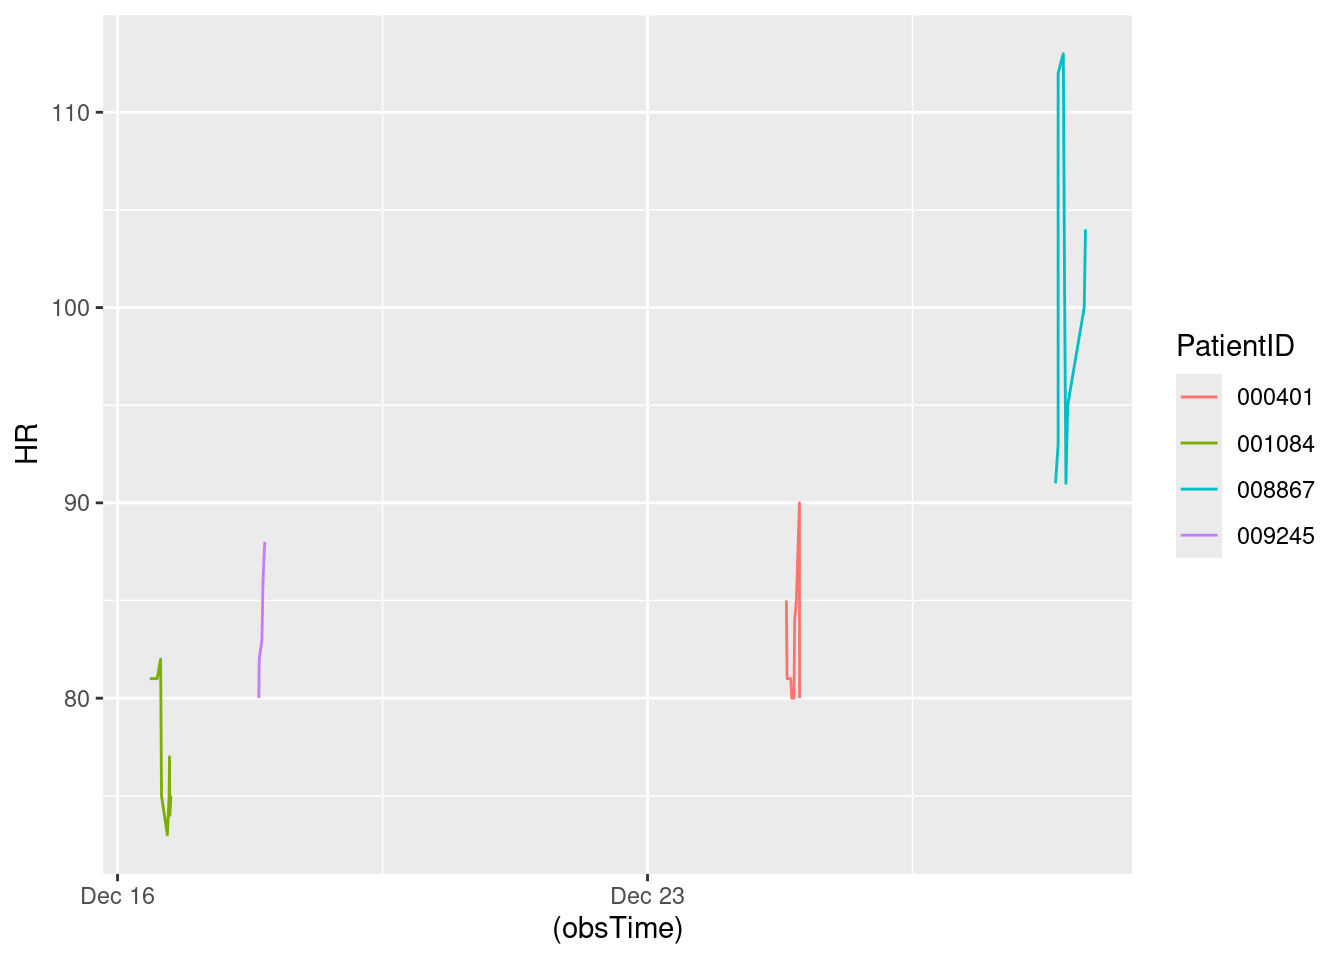 110
100
90
80
HR
Dec 16
Dec 23
(obsTime)
PatientID
000401
001084
008867
009245